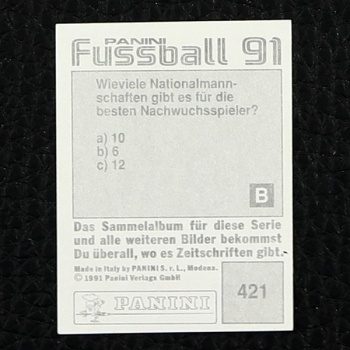 PANINI
Fussball 91
Wieviele Nationalmann-
schaften gibt es für die
besten Nachwuchsspieler?
a) 10
b) 6
c) 12
B
Das Sammelalbum für diese Serie
und alle weiteren Bilder bekommst
Du überall, wo es Zeitschriften gibt.
Made in Italy by PANINI S. r. L., Modena.
© 1991 Panini Verlags GmbH
PANINI
421